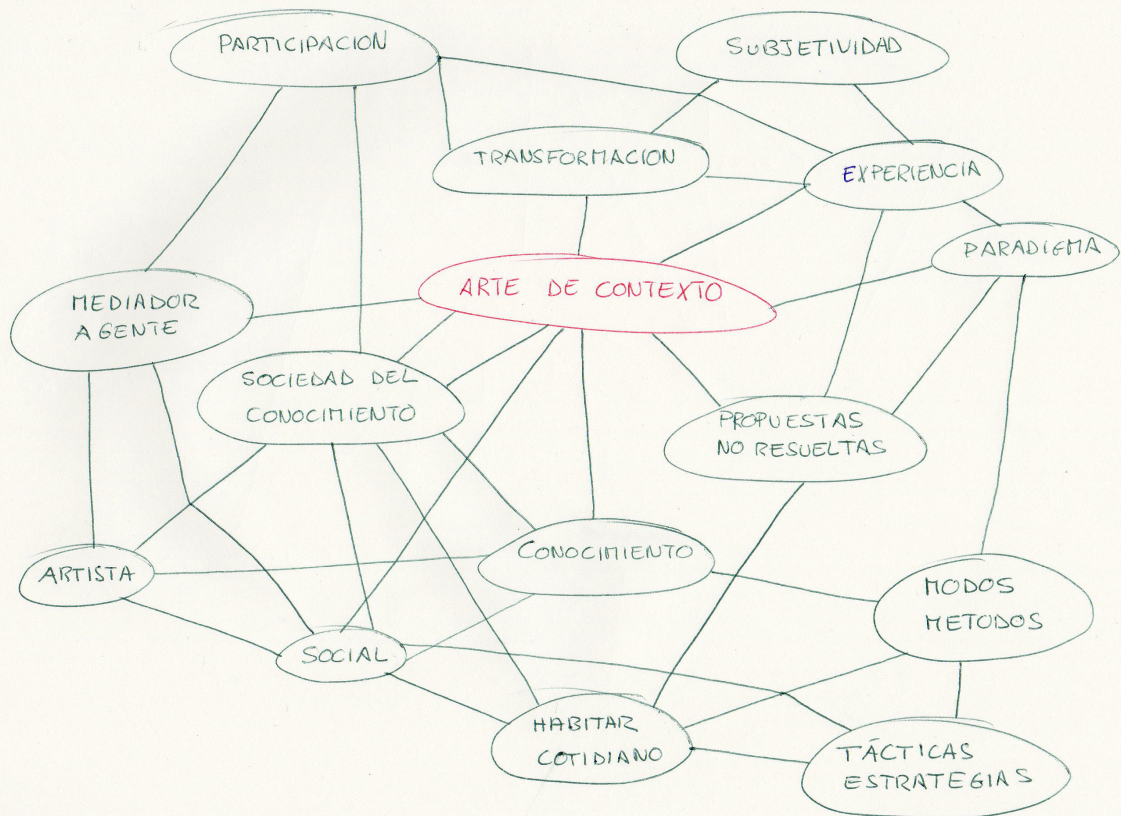 PARTICIPACION
SUBJETIVIDAD
TRANSFORMACION
EXPERIENCIA
PARADIGMA
ARTE DE CONTEXTO
MEDIADOR
AGENTE
SOCIEDAD DEL
CONOCIMIENTO
PROPUESTAS
NO RESUELTAS
CONOCIMIENTO
ARTISTA
MODOS
METODOS
SOCIAL
HABITAR
COTIDIANO
TÁCTICAS
ESTRATEGIAS